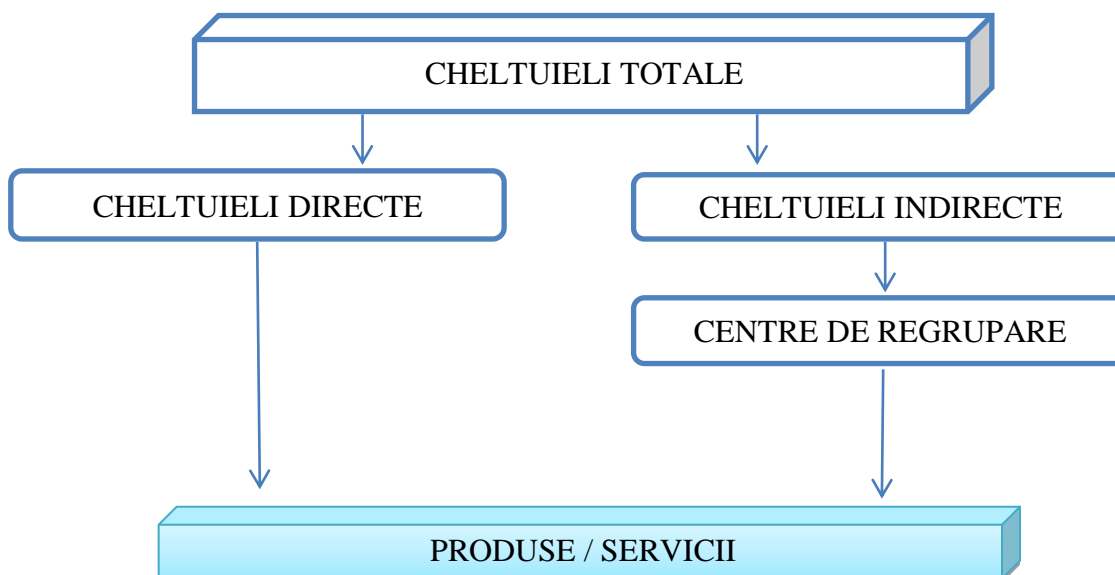 CHELTUIELI TOTALE
CHELTUIELI DIRECTE
CHELTUIELI INDIRECTE
CENTRE DE REGRUPARE
PRODUSE / SERVICII